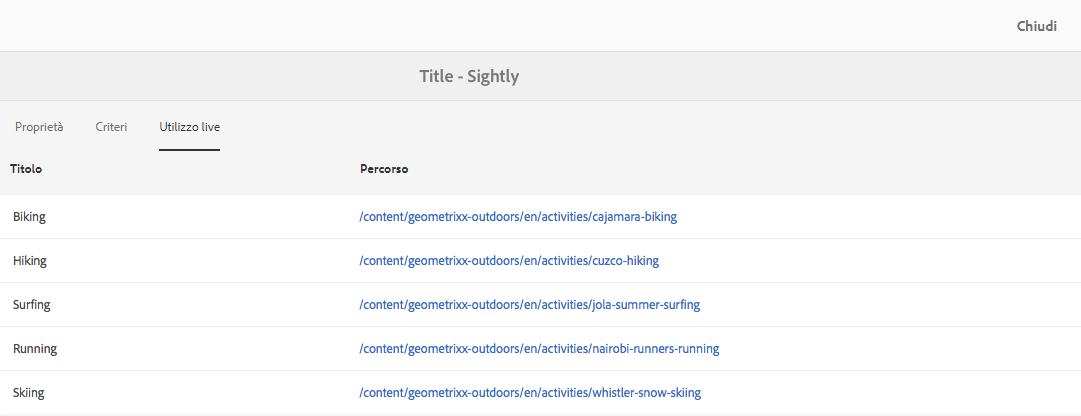 Chiudi
Title - Sightly
Proprietà Criteri Utilizzo live
Titolo Percorso
Biking /content/geometrixx-outdoors/en/activities/cajamara-biking
Hiking /content/geometrixx-outdoors/en/activities/cuzco-hiking
Surfing /content/geometrixx-outdoors/en/activities/jola-summer-surfing
Running /content/geometrixx-outdoors/en/activities/nairobi-runners-running
Skiing /content/geometrixx-outdoors/en/activities/whistler-snow-skiing